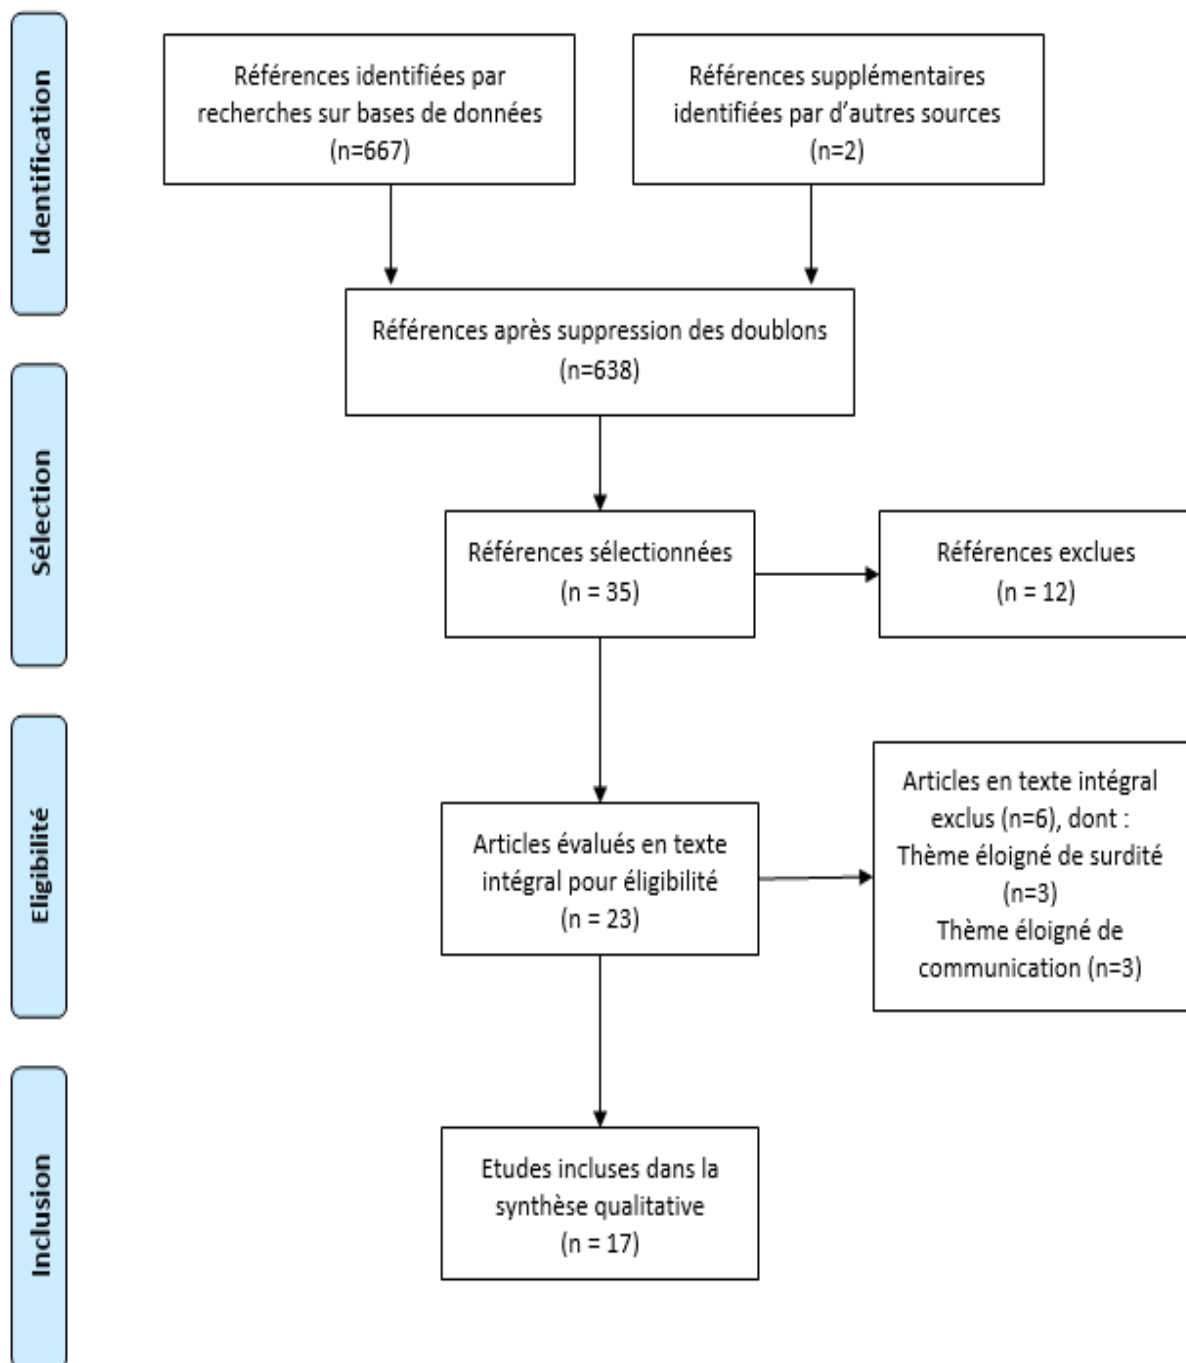 Identification
Références identifiées par
recherches sur bases de données
(n=667)
Références supplémentaires
identifiées par d'autres sources
(n=2)
Références après suppression des doublons
(n=638)
Sélection
Références sélectionnées
(n = 35)
Références exclues
(n = 12)
Eligibilité
Articles évalués en texte
intégral pour éligibilité
(n = 23)
Articles en texte intégral
exclus (n=6), dont :
Thème éloigné de surdité
(n=3)
Thème éloigné de
communication (n=3)
Inclusion
Etudes incluses dans la
synthèse qualitative
(n = 17)